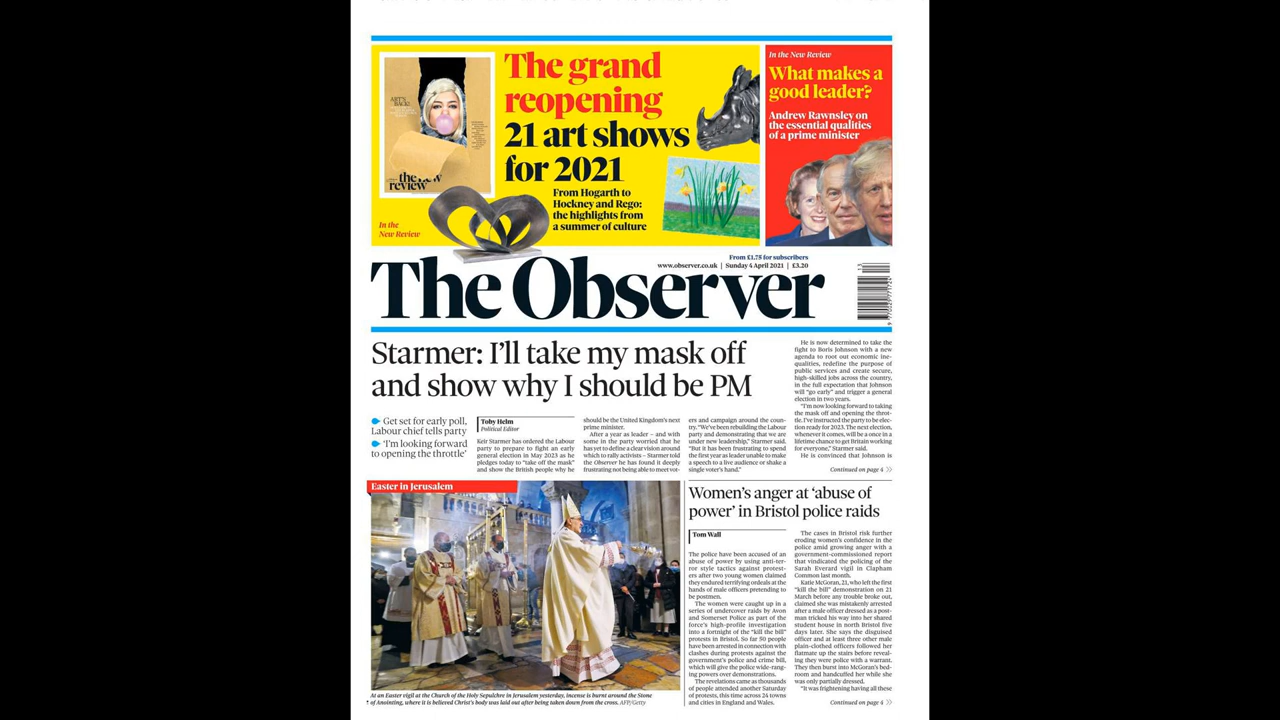 The grand
reopening
21 art shows
for 2021
From Hogarth to
Hockney and Rego:
the highlights from
a summer of culture
ART'S
BACK!
the new
review
In the
New Review
In the New Review
What makes a
good leader?
Andrew Rawnsley on
the essential qualities
of a prime minister
From £1.75 for subscribers
www.observer.co.uk | Sunday 4 April 2021 | £3.20
The Observer
Starmer: I'll take my mask off
and show why I should be PM
Get set for early poll,
Labour chief tells party
'I'm looking forward
to opening the throttle'
Toby Helm
Political Editor
Keir Starmer has ordered the Labour
party to prepare to fight an early
general election in May 2023 as he
pledges today to "take off the mask"
and show the British people why he
should be the United Kingdom's next
prime minister.
After a year as leader – and with
some in the party worried that he
has yet to define a clear vision around
which to rally activists – Starmer told
the Observer he has found it deeply
frustrating not being able to meet vot-
ers and campaign around the coun-
try. "We've been rebuilding the Labour
party and demonstrating that we are
under new leadership," Starmer said.
"But it has been frustrating to spend
the first year as leader unable to make
a speech to a live audience or shake a
single voter's hand."
He is now determined to take the
fight to Boris Johnson with a new
agenda to root out economic ine-
qualities, redefine the purpose of
public services and create secure,
high-skilled jobs across the country,
in the full expectation that Johnson
will "go early" and trigger a general
election in two years.
"I'm now looking forward to taking
the mask off and opening the throt-
tle. I've instructed the party to be elec-
tion ready for 2023. The next election,
whenever it comes, will be a once in a
lifetime chance to get Britain working
for everyone," Starmer said.
He is convinced that Johnson is
Continued on page 4
Easter in Jerusalem
At an Easter vigil at the Church of the Holy Sepulchre in Jerusalem yesterday, incense is burnt around the Stone
of Anointing, where it is believed Christ's body was laid out after being taken down from the cross. AFP/Getty
Women's anger at 'abuse of
power' in Bristol police raids
Tom Wall
The police have been accused of an
abuse of power by using anti-ter-
ror style tactics against protest-
ers after two young women claimed
they endured terrifying ordeals at the
hands of male officers pretending to
be postmen.
The women were caught up in a
series of undercover raids by Avon
and Somerset Police as part of the
force's high-profile investigation
into a fortnight of the "kill the bill"
protests in Bristol. So far 30 people
have been arrested in connection with
clashes during protests against the
government's police and crime bill,
which will give the police wide-rang-
ing powers over demonstrations.
The revelations came as thousands
of people attended another Saturday
of protests, this time across 24 towns
and cities in England and Wales.
The cases in Bristol risk further
eroding women's confidence in the
police amid growing anger with a
government-commissioned report
that vindicated the policing of the
Sarah Everard vigil in Clapham
Common last month.
Katie McGoran, 21, who left the first
"kill the bill" demonstration on 21
March before any trouble broke out,
claimed she was mistakenly arrested
after a male officer dressed as a post-
man tricked his way into her shared
student house in north Bristol five
days later. She says the disguised
officer and at least three other male
plain-clothed officers followed her
flatmate up the stairs before reveal-
ing they were police with a warrant.
They then burst into McGoran's bed-
room and handcuffed her while she
was only partially dressed.
"It was frightening having all these
Continued on page 4